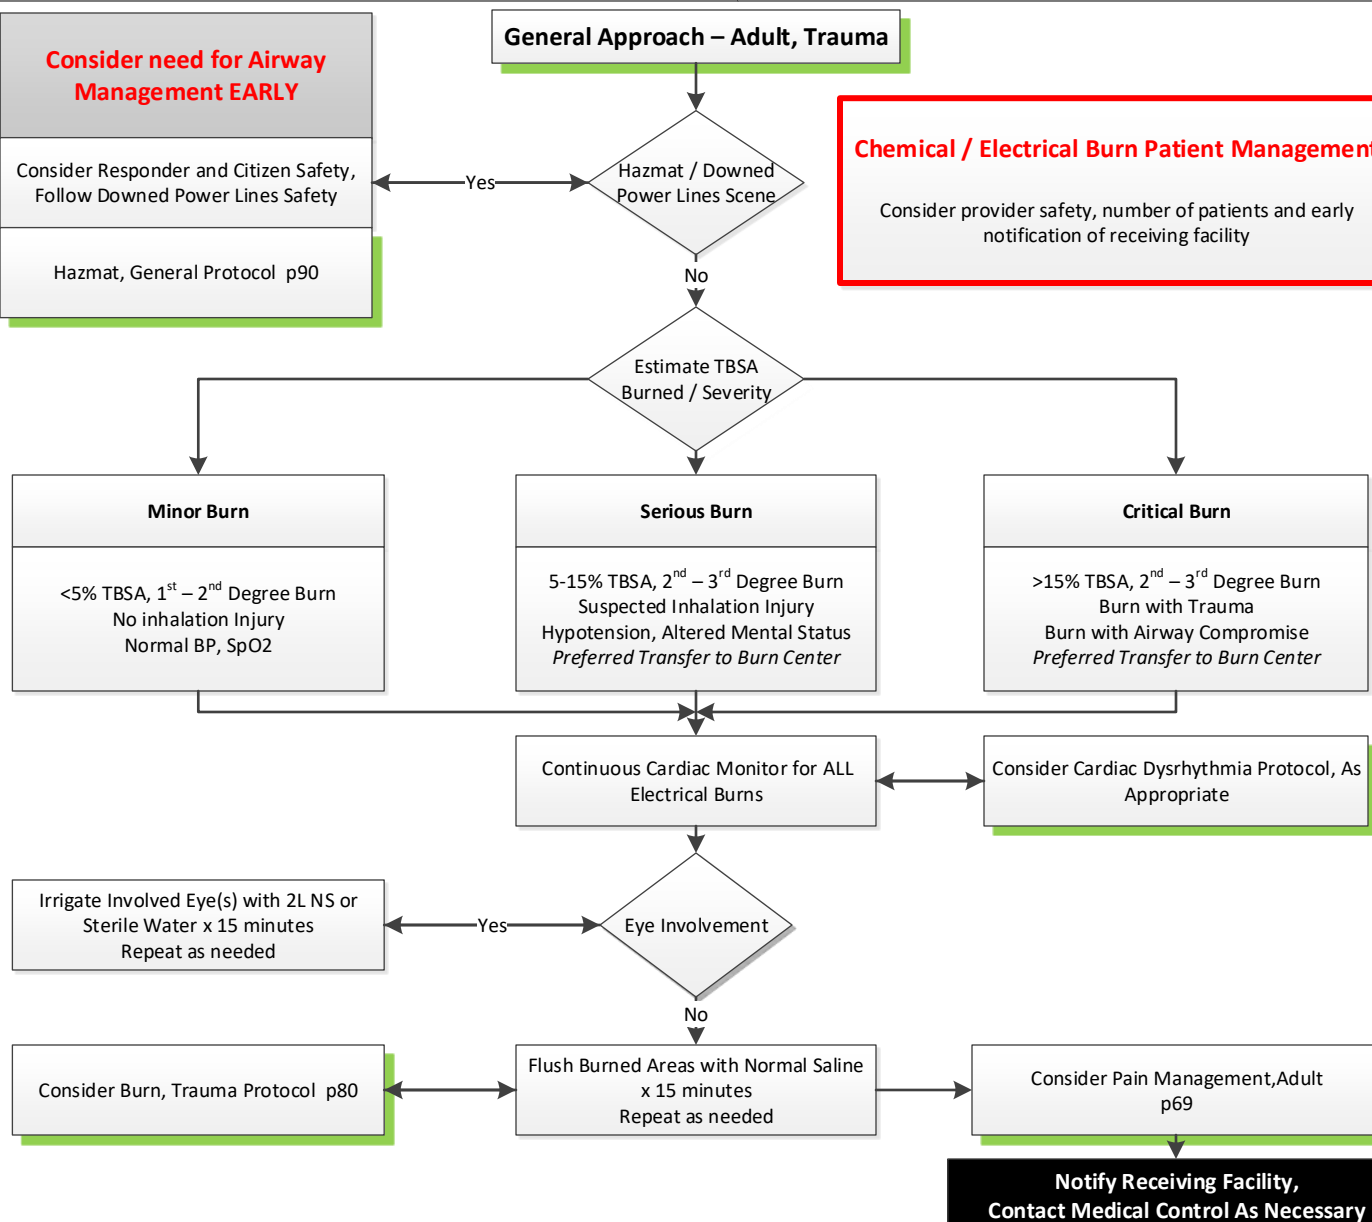 General Approach – Adult, Trauma
Consider need for Airway
Management EARLY
Consider Responder and Citizen Safety,
Follow Downed Power Lines Safety
Hazmat, General Protocol p90
Yes
Hazmat / Downed
Power Lines Scene
Chemical / Electrical Burn Patient Management
Consider provider safety, number of patients and early
notification of receiving facility
No
Estimate TBSA
Burned / Severity
Minor Burn
<5% TBSA, 1st – 2nd Degree Burn
No inhalation Injury
Normal BP, SpO2
Serious Burn
5-15% TBSA, 2nd – 3rd Degree Burn
Suspected Inhalation Injury
Hypotension, Altered Mental Status
Preferred Transfer to Burn Center
Critical Burn
>15% TBSA, 2nd – 3rd Degree Burn
Burn with Trauma
Burn with Airway Compromise
Preferred Transfer to Burn Center
Continuous Cardiac Monitor for ALL
Electrical Burns
Consider Cardiac Dysrhythmia Protocol, As
Appropriate
Irrigate Involved Eye(s) with 2L NS or
Sterile Water x 15 minutes
Repeat as needed
Yes
Eye Involvement
No
Consider Burn, Trauma Protocol p80
Flush Burned Areas with Normal Saline
x 15 minutes
Repeat as needed
Consider Pain Management,Adult
p69
Notify Receiving Facility,
Contact Medical Control As Necessary